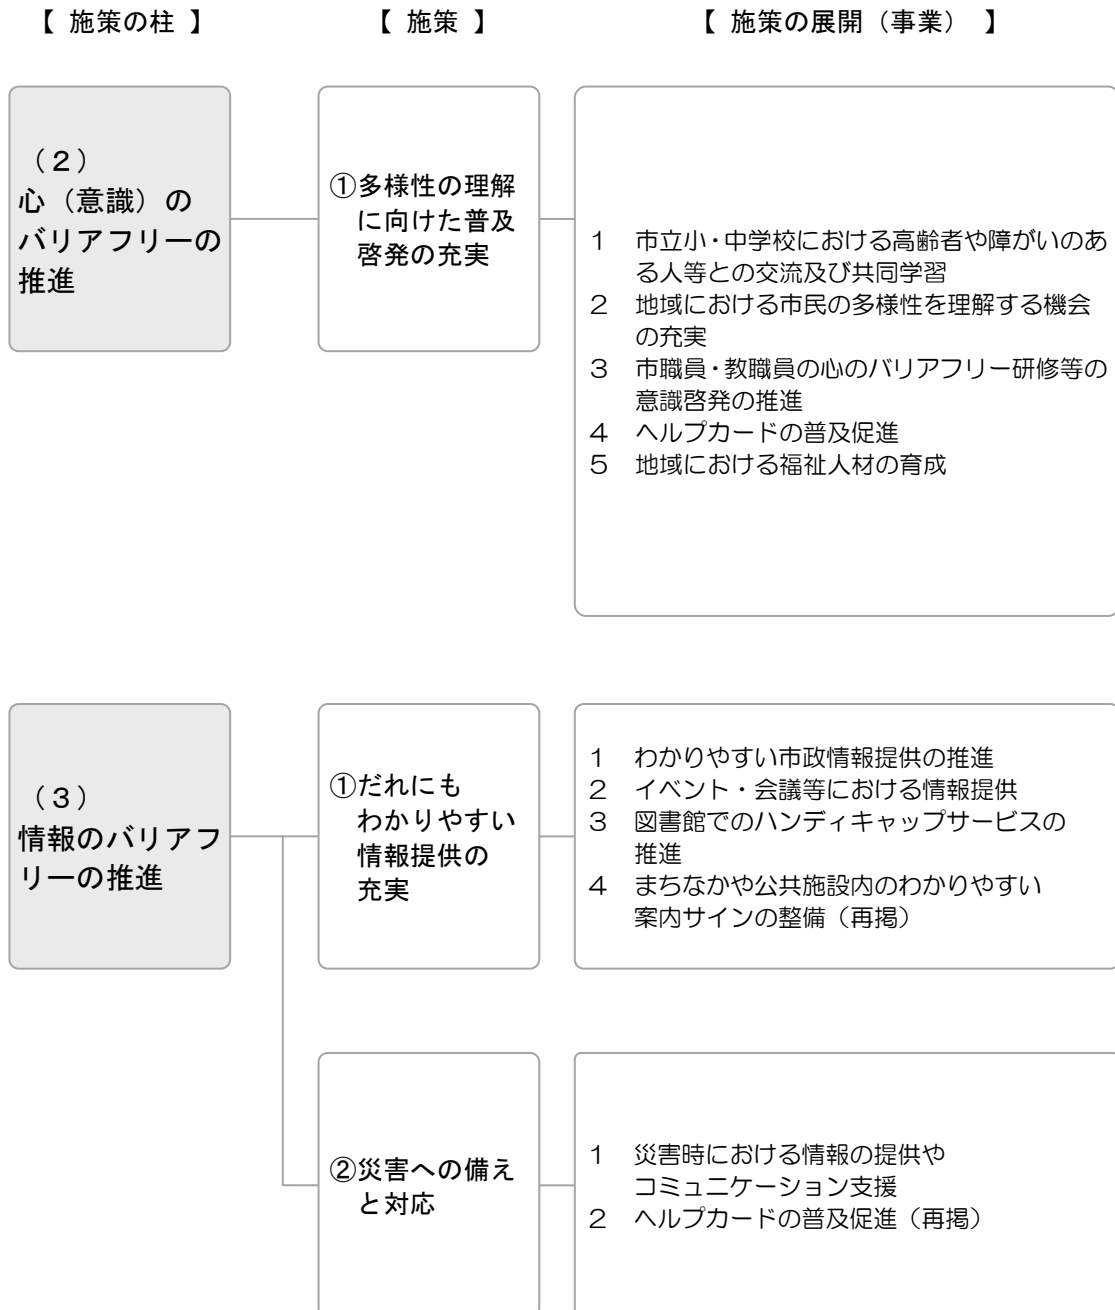 【 施策の柱 】 【 施策 】 【 施策の展開（事業） 】
（２）
心（意識）の
バリアフリーの
推進
①多様性の理解
に向けた普及
啓発の充実
１ 市立小・中学校における高齢者や障がいのあ
る人等との交流及び共同学習
２ 地域における市民の多様性を理解する機会
の充実
３ 市職員・教職員の心のバリアフリー研修等の
意識啓発の推進
４ ヘルプカードの普及促進
５ 地域における福祉人材の育成
（３）
情報のバリアフ
リーの推進
①だれにも
わかりやすい
情報提供の
充実
１ わかりやすい市政情報提供の推進
２ イベント・会議等における情報提供
３ 図書館でのハンディキャップサービスの
推進
４ まちなかや公共施設内のわかりやすい
案内サインの整備（再掲）
②災害への備え
と対応
１ 災害時における情報の提供や
コミュニケーション支援
２ ヘルプカードの普及促進（再掲）